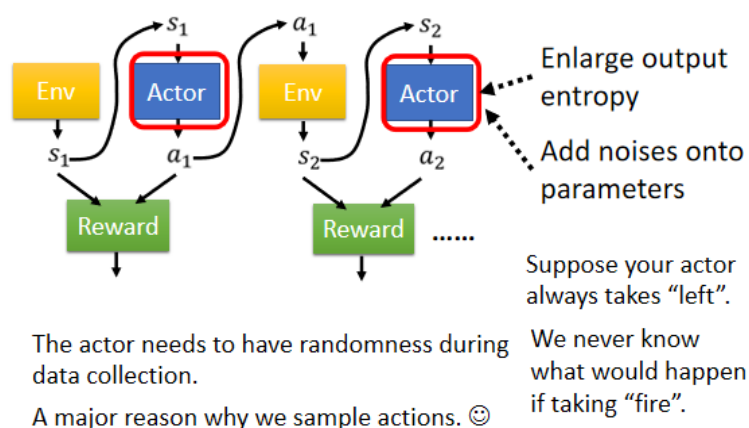 s₁
a₁
s₂
Env
Actor
Env
Actor
Enlarge output
entropy
s₁
a₁
s₂
a₂
Add noises onto
parameters
Reward
Reward
......
Suppose your actor
always takes “left”.
The actor needs to have randomness during
data collection.
A major reason why we sample actions. ☺
We never know
what would happen
if taking “fire”.